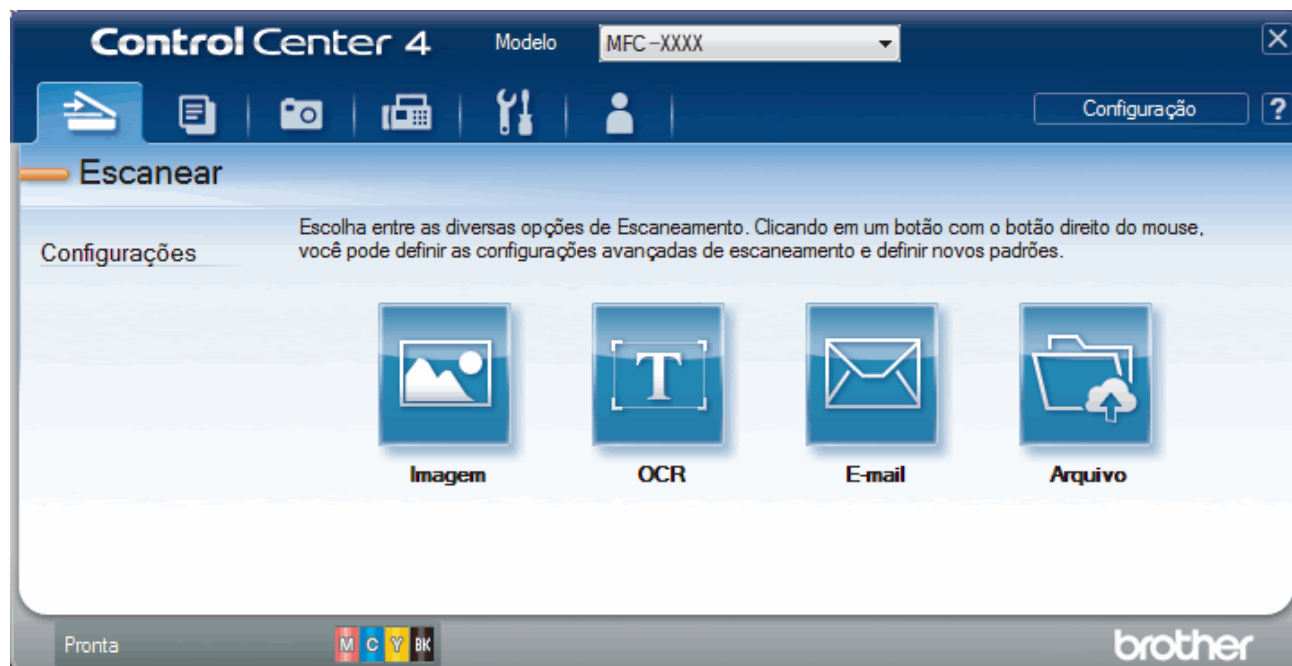 Control Center 4
Modelo
MFC-XXXX
Configuração
?
Escanear
Configurações
Escolha entre as diversas opções de Escaneamento. Clicando em um botão com o botão direito do mouse,
você pode definir as configurações avançadas de escaneamento e definir novos padrões.
T
Imagem
OCR
E-mail
Arquivo
Pronta
M C Y BK
brother